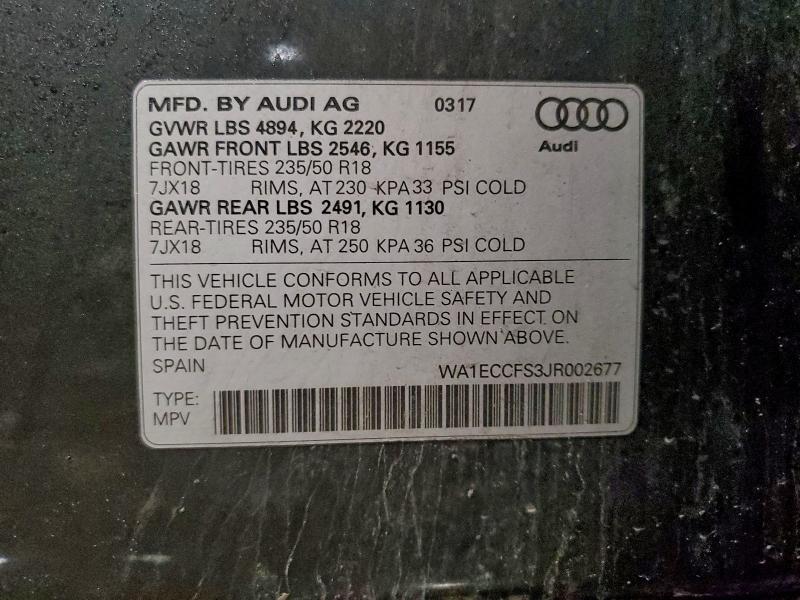 MFD. BY AUDI AG 0317
GVWR LBS 4894, KG 2220
GAWR FRONT LBS 2546, KG 1155
Audi
FRONT-TIRES 235/50 R18
7JX18 RIMS, AT 230 KPA 33 PSI COLD
GAWR REAR LBS 2491, KG 1130
REAR-TIRES 235/50 R18
7JX18 RIMS, AT 250 KPA 36 PSI COLD
THIS VEHICLE CONFORMS TO ALL APPLICABLE
U.S. FEDERAL MOTOR VEHICLE SAFETY AND
THEFT PREVENTION STANDARDS IN EFFECT ON
THE DATE OF MANUFACTURE SHOWN ABOVE.
SPAIN WA1ECCFS3JR002677
TYPE:
MPV